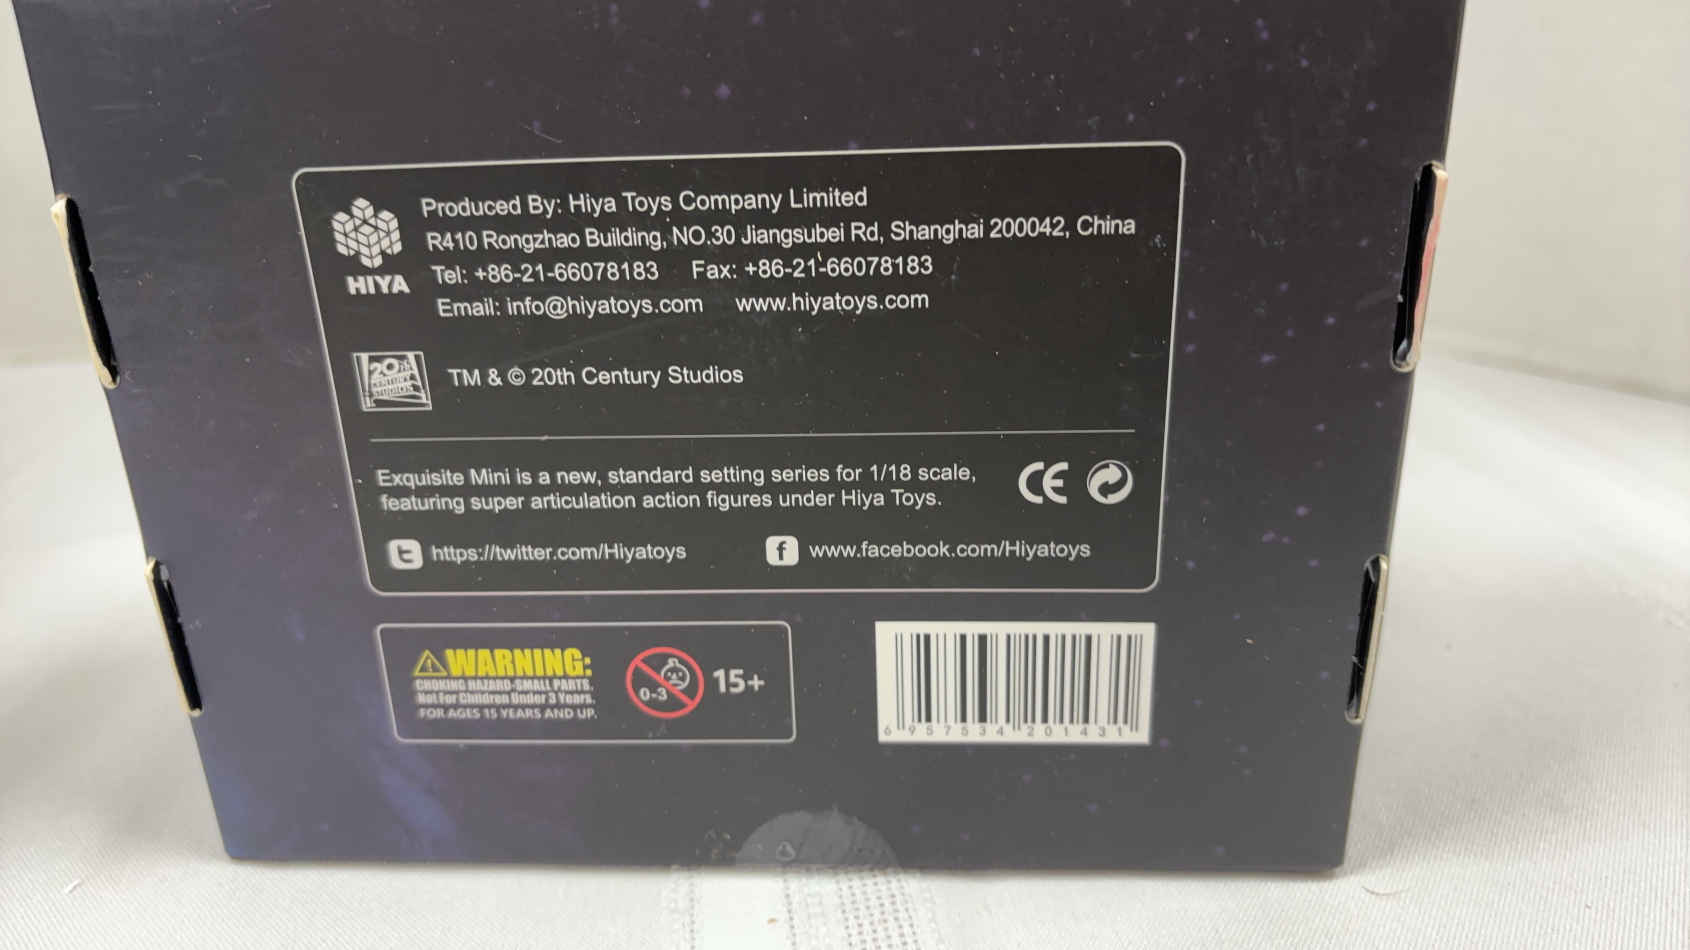 Produced By: Hiya Toys Company Limited
R410 Rongzhao Building, NO.30 Jiangsubei Rd, Shanghai 200042, China
HIYA
Tel: +86-21-66078183 Fax: +86-21-66078183
Email: info@hiyatoys.com www.hiyatoys.com
20th
CENTURY
STUDIOS
TM & © 20th Century Studios
Exquisite Mini is a new, standard setting series for 1/18 scale,
featuring super articulation action figures under Hiya Toys.
CE
https://twitter.com/Hiyatoys
f www.facebook.com/Hiyatoys
WARNING:
CHOKING HAZARD-SMALL PARTS.
Not For Children Under 3 Years.
FOR AGES 15 YEARS AND UP.
0-3
15+
6 957534 201431